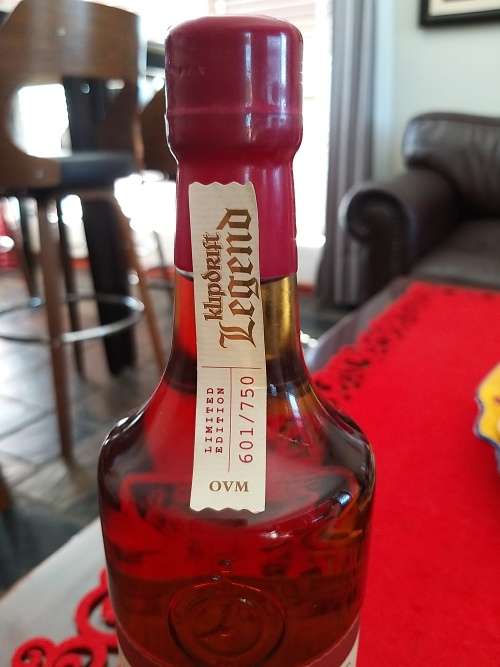 klipdrift
Legend
LIMITED
EDITION
601/750
OVM